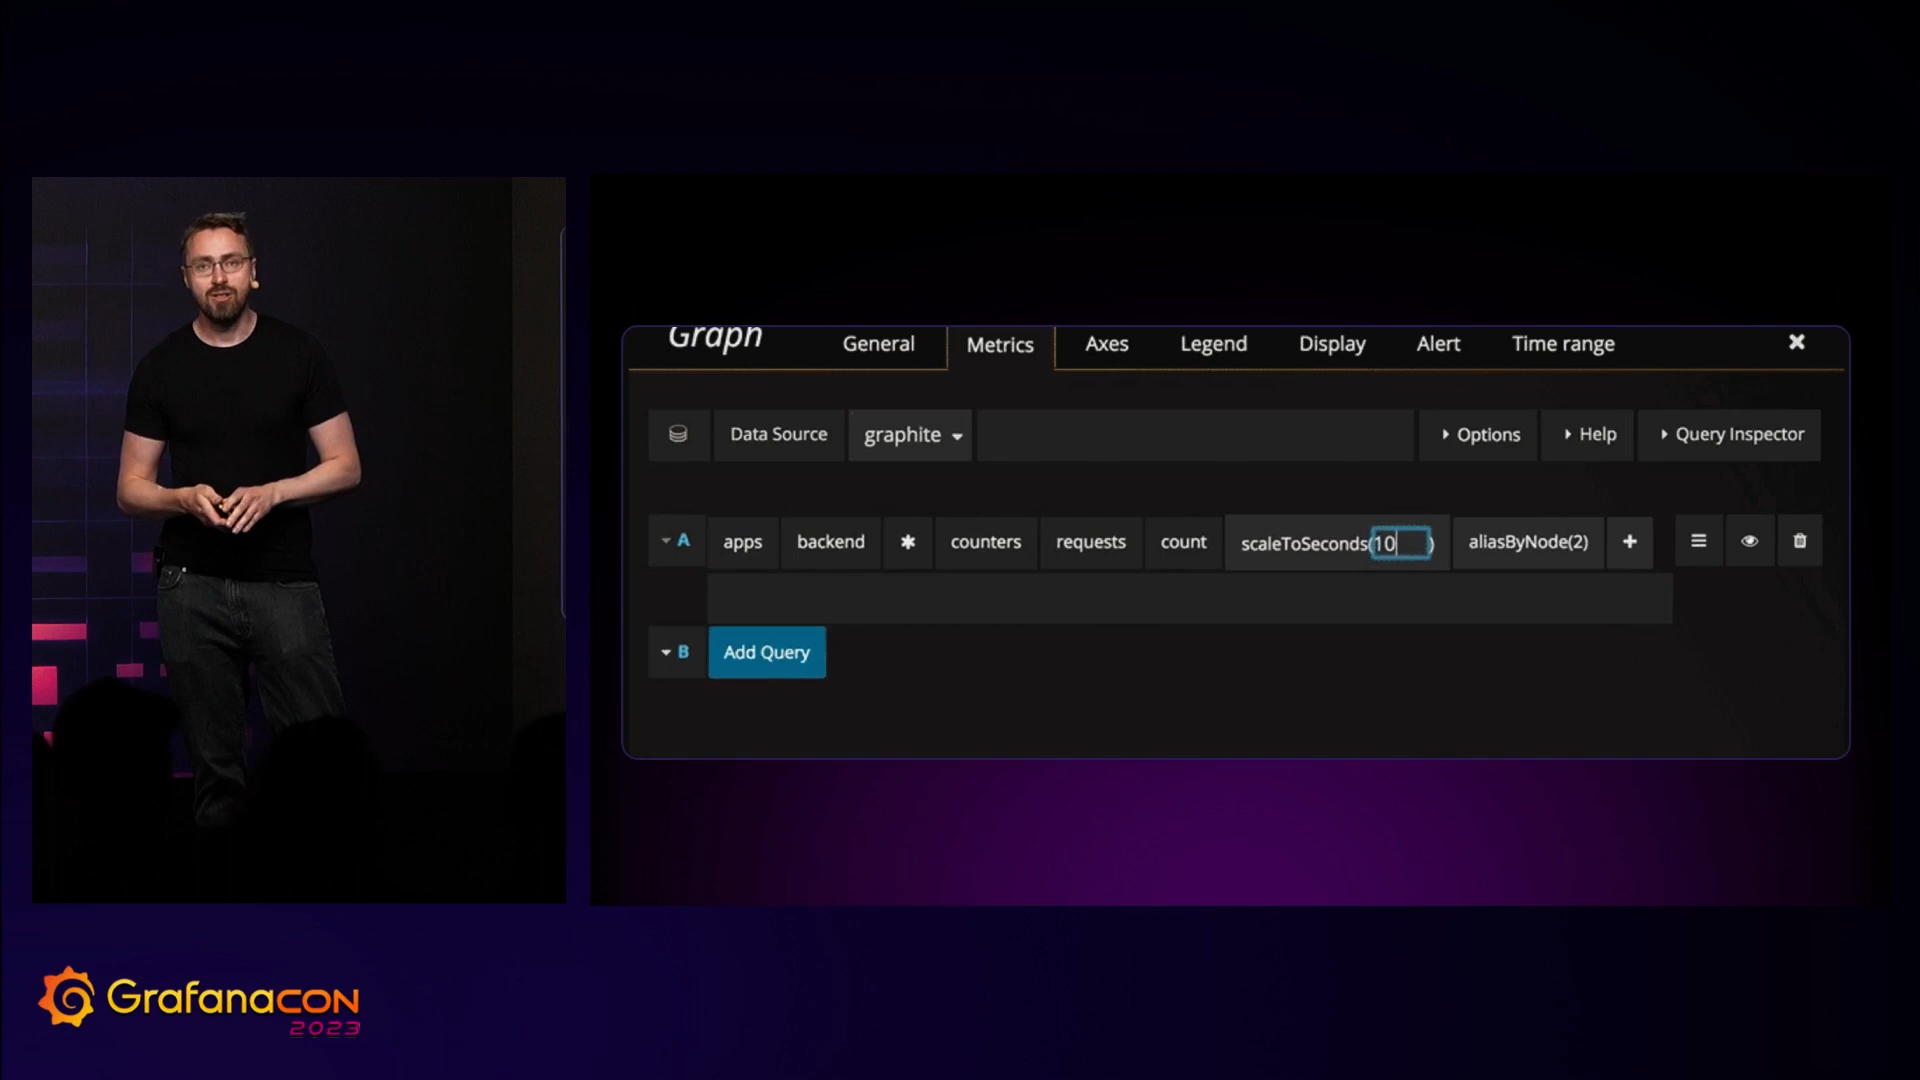 Graph General Metrics Axes Legend Display Alert Time range
Data Source graphite Options Help Query Inspector
A apps backend * counters requests count scaleToSeconds(10 ) aliasByNode(2) +
B Add Query
GrafanaCON
2023